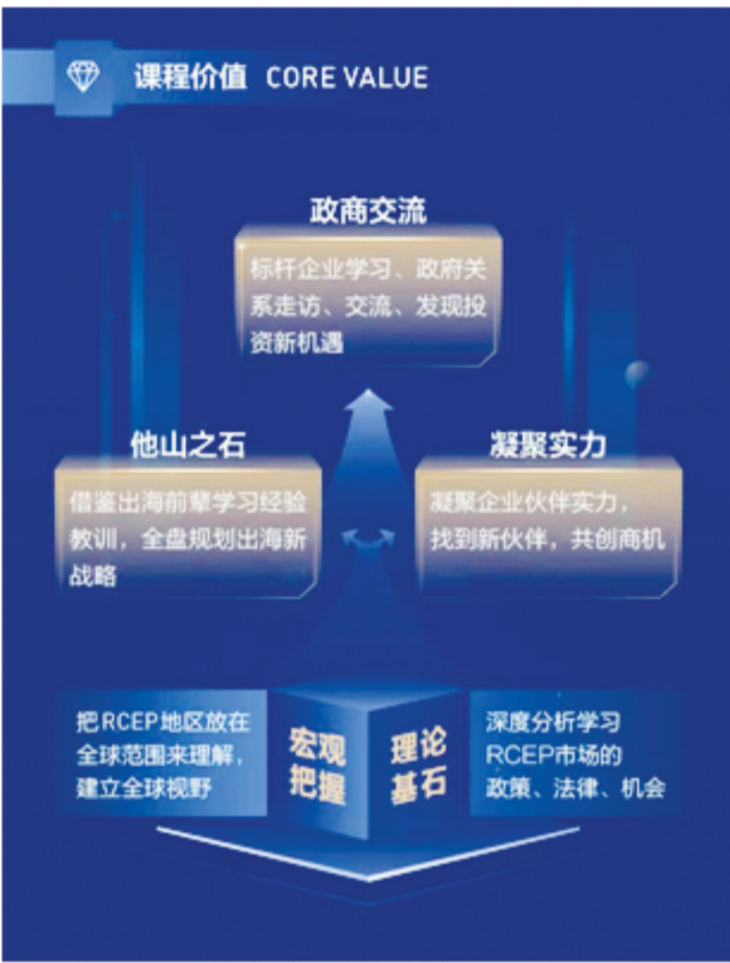 课程价值 CORE VALUE
政商交流
标杆企业学习、政府关
系走访、交流、发现投
资新机遇
他山之石
借鉴出海前辈学习经验
教训，全盘规划出海新
战略
凝聚实力
凝聚企业伙伴实力，
找到新伙伴，共创商机
把RCEP地区放在
全球范围来理解，
建立全球视野
宏观
把握
理论
基石
深度分析学习
RCEP市场的
政策、法律、机会